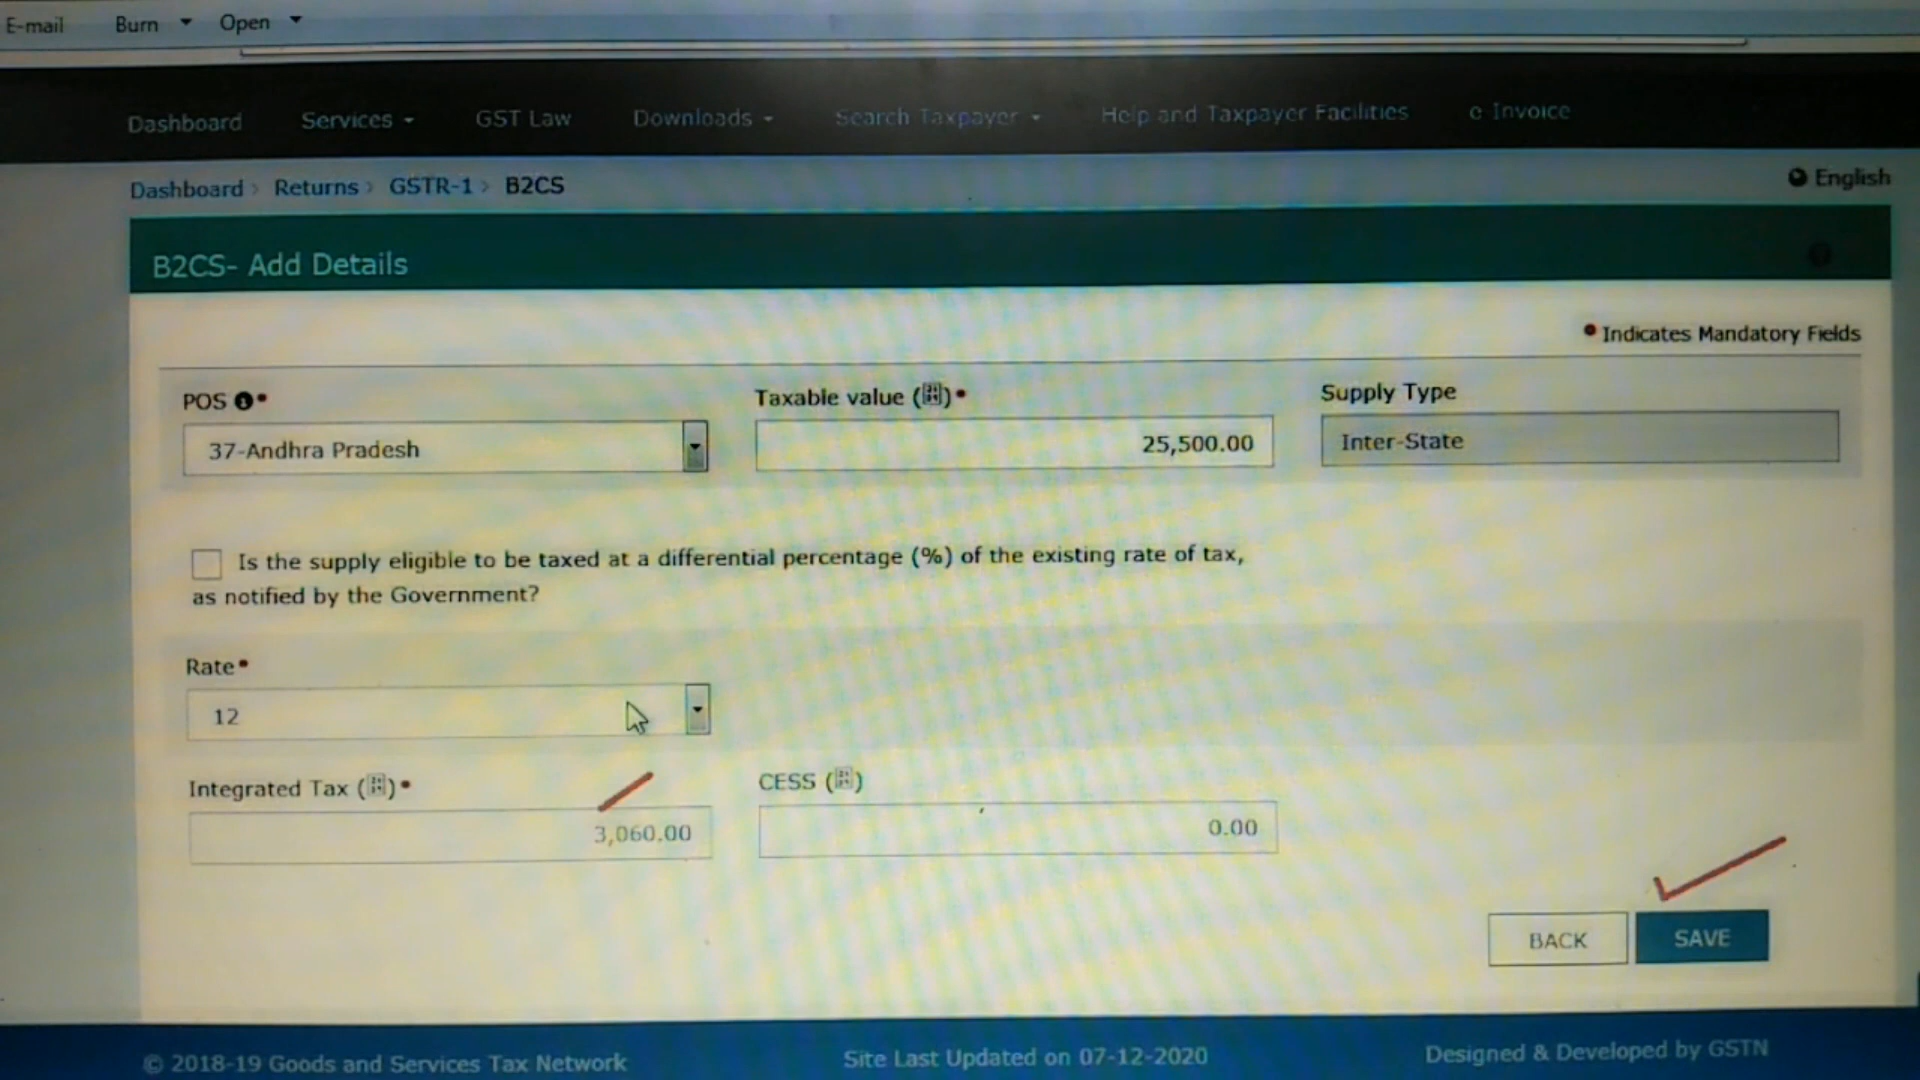 E-mail Burn Open
Dashboard Services GST Law Downloads Search Taxpayer Help and Taxpayer Facilities e-Invoice
Dashboard › Returns › GSTR-1 › B2CS English
B2CS- Add Details
• Indicates Mandatory Fields
POS • Taxable value () • Supply Type
37-Andhra Pradesh 25,500.00 Inter-State
Is the supply eligible to be taxed at a differential percentage (%) of the existing rate of tax,
as notified by the Government?
Rate •
12
Integrated Tax () • CESS ()
3,060.00 0.00
BACK SAVE
© 2018-19 Goods and Services Tax Network Site Last Updated on 07-12-2020 Designed & Developed by GSTN